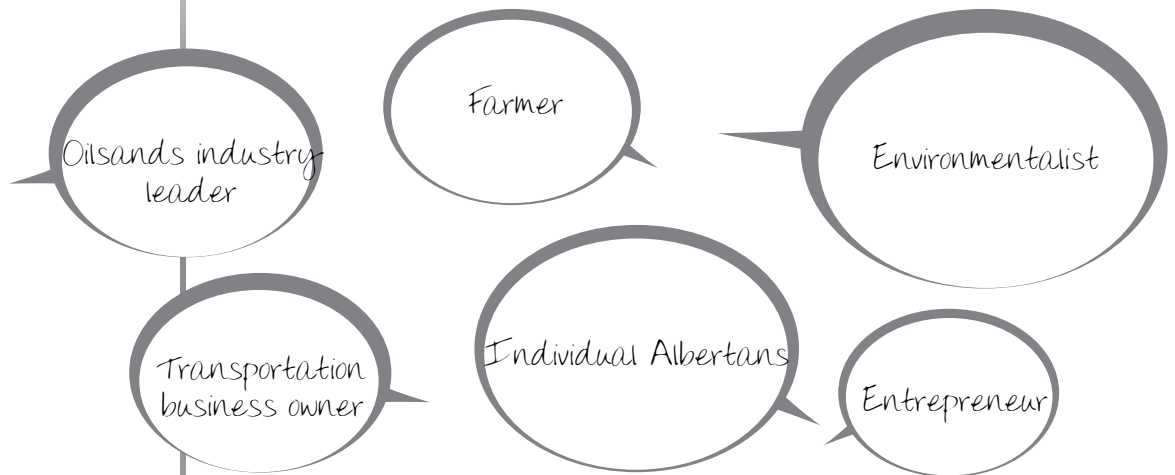 Oilsands industry
leader
Farmer
Environmentalist
Transportation
business owner
Individual Albertans
Entrepreneur